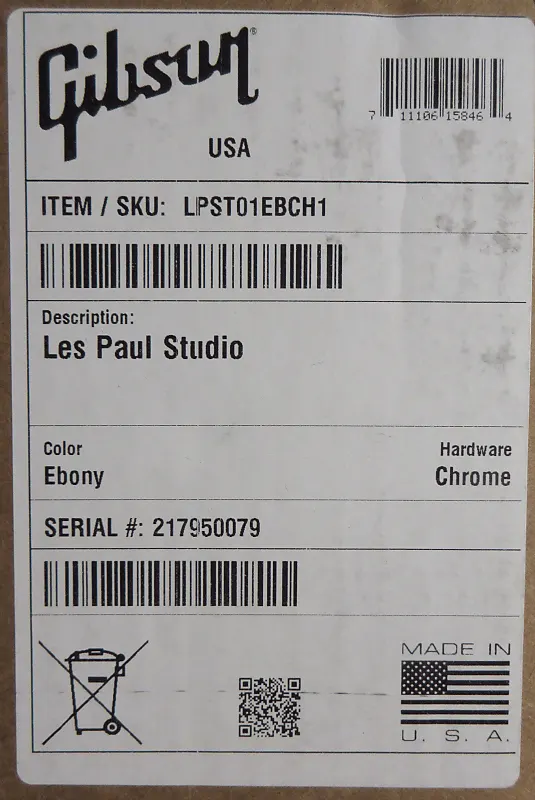 Gibson®
USA
7 11106 15846 4
ITEM / SKU: LPST01EBCH1
Description:
Les Paul Studio
Color
Ebony
Hardware
Chrome
SERIAL #: 217950079
MADE IN
U. S. A.